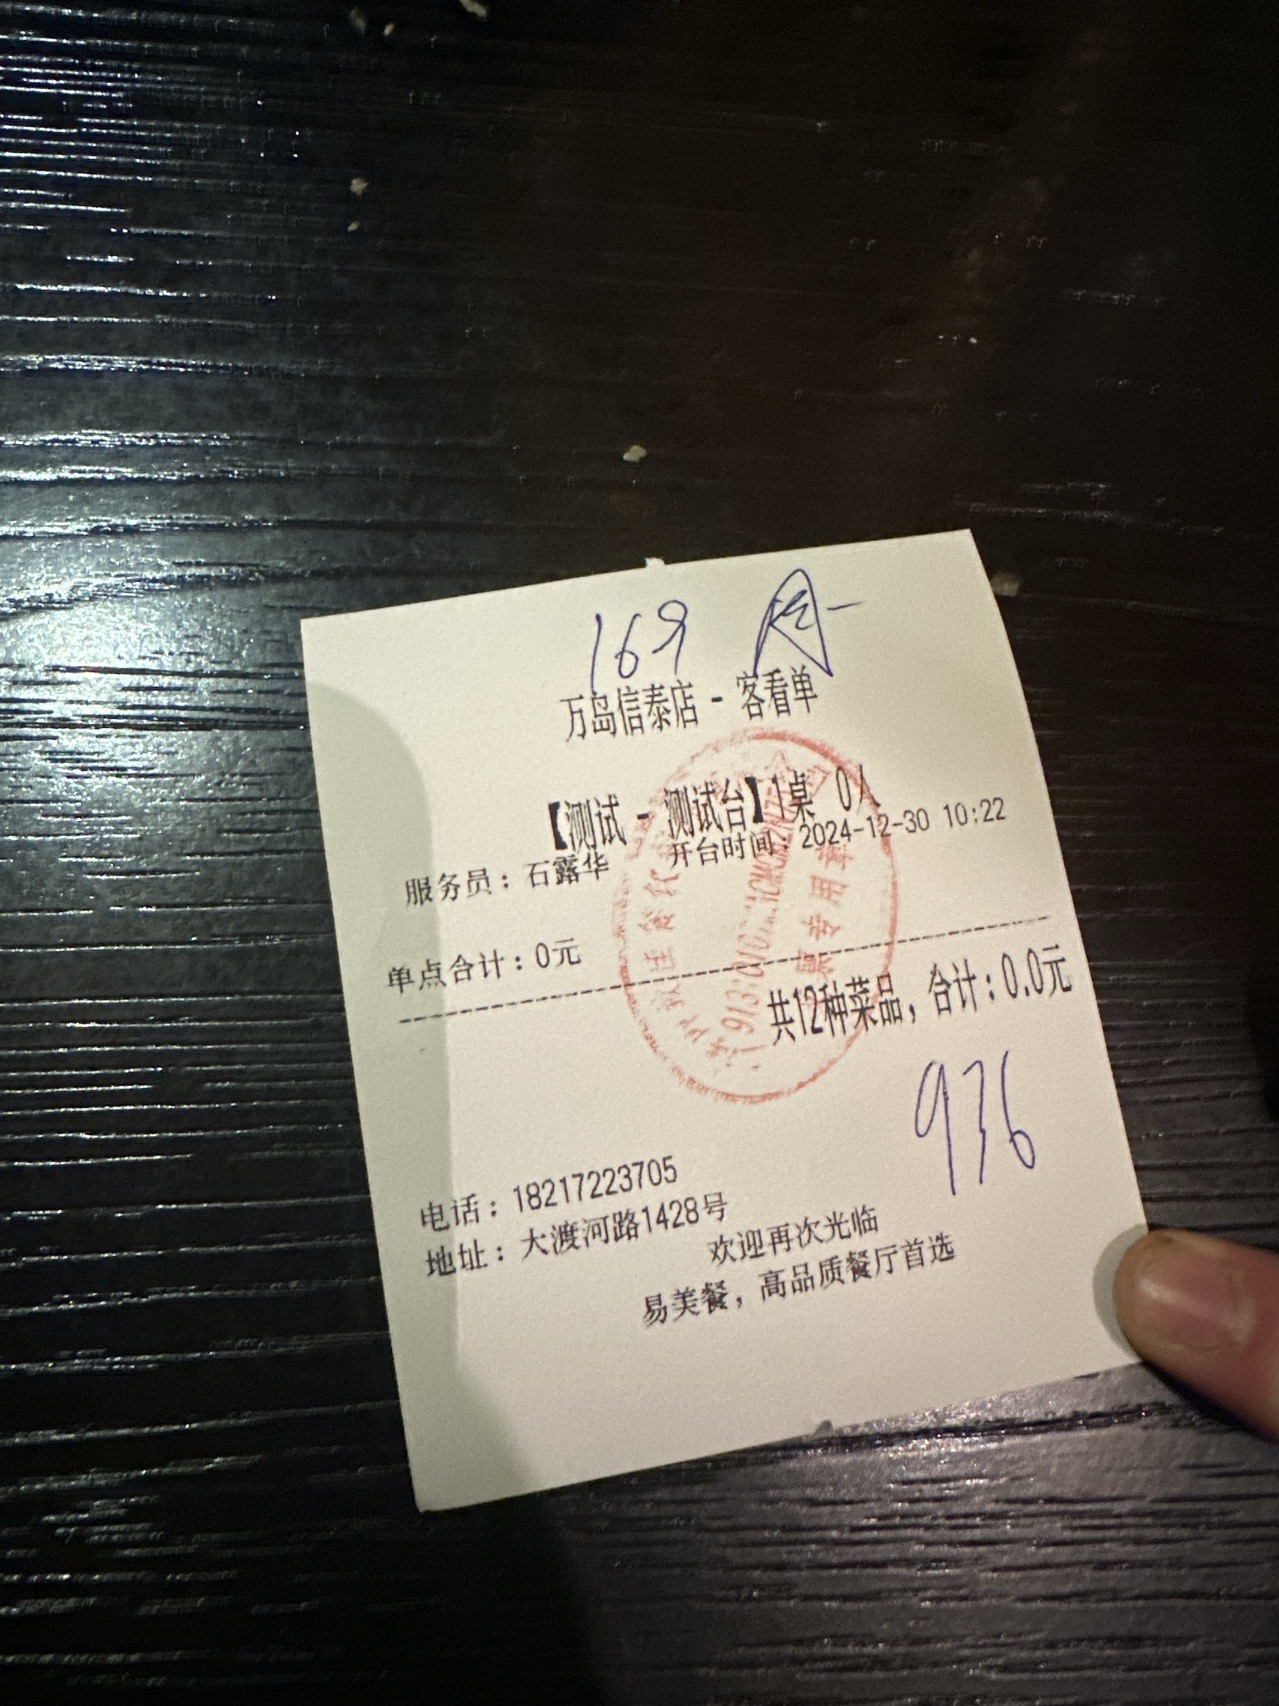 169
万岛信泰店 - 客看单
【测试 - 测试台】1桌 0人
服务员：石露华 开台时间：2024-12-30 10:22
单点合计：0元
共12种菜品，合计：0.0元
936
电话：18217223705
地址：大渡河路1428号
欢迎再次光临
易美餐，高品质餐厅首选
专用章